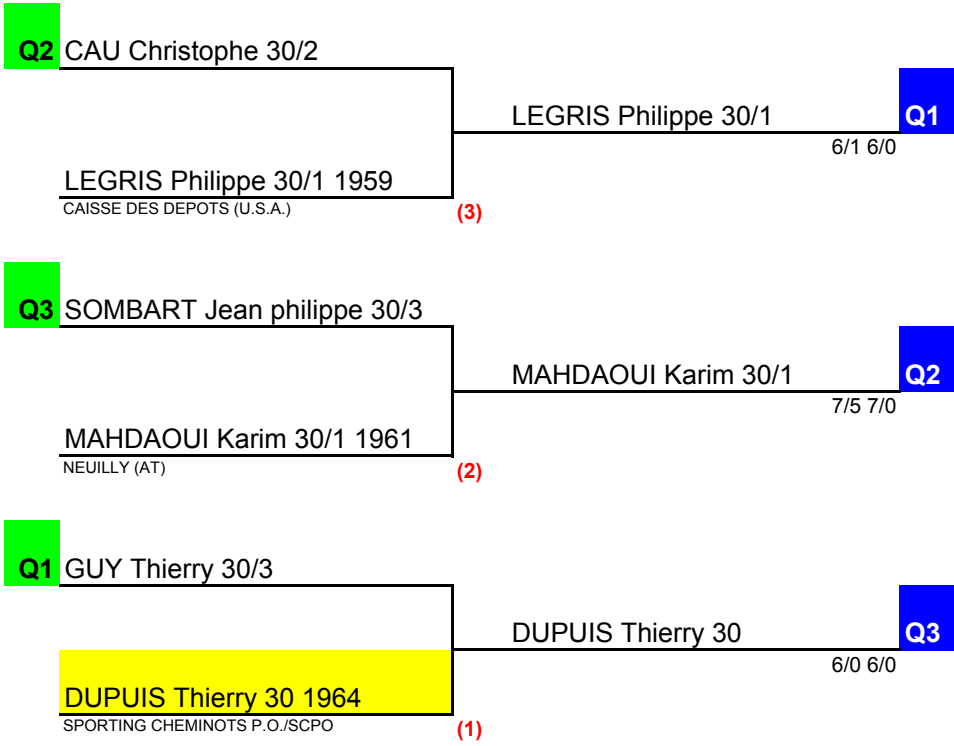 Q2 CAU Christophe 30/2
LEGRIS Philippe 30/1 Q1
6/1 6/0
LEGRIS Philippe 30/1 1959
CAISSE DES DEPOTS (U.S.A.) (3)
Q3 SOMBART Jean philippe 30/3
MAHDAOUI Karim 30/1 Q2
7/5 7/0
MAHDAOUI Karim 30/1 1961
NEUILLY (AT) (2)
Q1 GUY Thierry 30/3
DUPUIS Thierry 30 Q3
6/0 6/0
DUPUIS Thierry 30 1964
SPORTING CHEMINOTS P.O./SCPO (1)